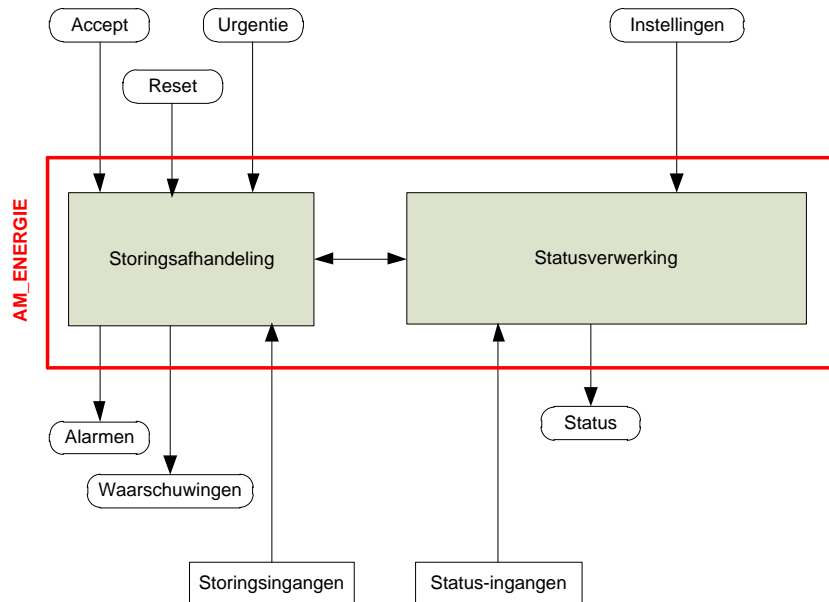 Accept
Urgentie
Instellingen
Reset
AM_ENERGIE
Storingsafhandeling
Statusverwerking
Alarmen
Status
Waarschuwingen
Storingsingangen
Status-ingangen